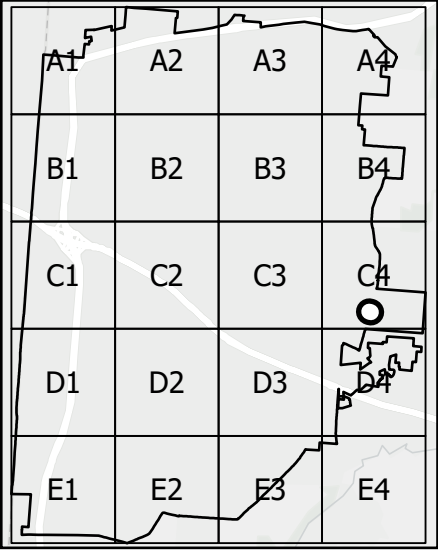 A1 A2 A3 A4
B1 B2 B3 B4
C1 C2 C3 C4
D1 D2 D3 D4
E1 E2 E3 E4